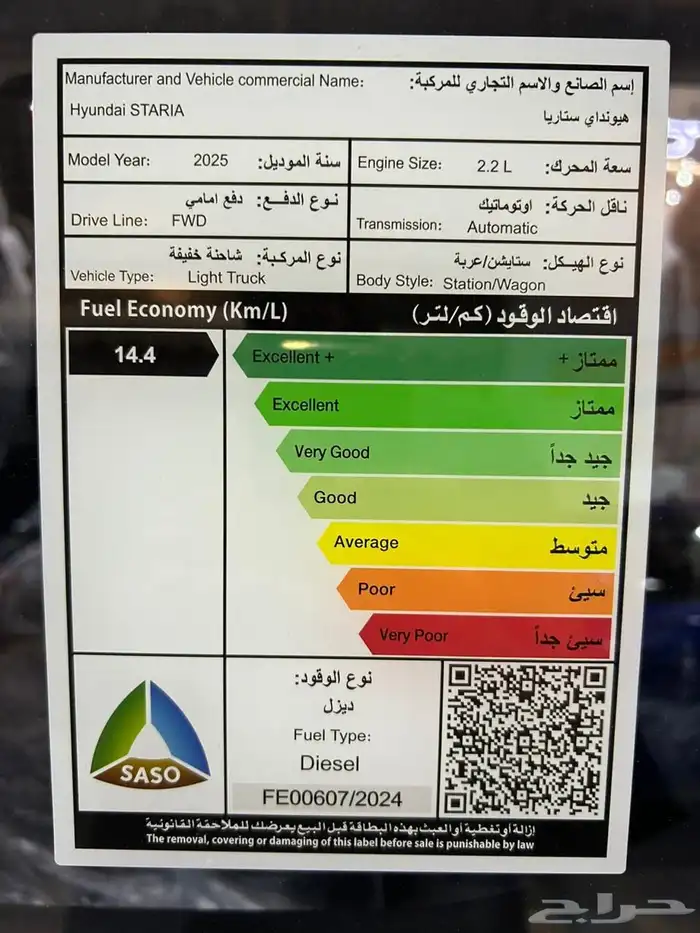 Manufacturer and Vehicle commercial Name: إسم الصانع والاسم التجاري للمركبة:
Hyundai STARIA هيونداي ستاريا
Model Year: 2025 سنة الموديل:
Engine Size: 2.2 L سعة المحرك:
نوع الدفع: دفع امامي
Drive Line: FWD
ناقل الحركة: اوتوماتيك
Transmission: Automatic
نوع المركبة: شاحنة خفيفة
Vehicle Type: Light Truck
نوع الهيكل: ستايشن/عربة
Body Style: Station/Wagon
Fuel Economy (Km/L) اقتصاد الوقود (كم/لتر)
14.4
Excellent + ممتاز +
Excellent ممتاز
Very Good جيد جداً
Good جيد
Average متوسط
Poor سيئ
Very Poor سيئ جداً
SASO
نوع الوقود:
ديزل
Fuel Type:
Diesel
FE00607/2024
إزالة أو تغطية أو العبث بهذه البطاقة قبل البيع يعرضك للملاحقة القانونية
The removal, covering or damaging of this label before sale is punishable by law
حراج